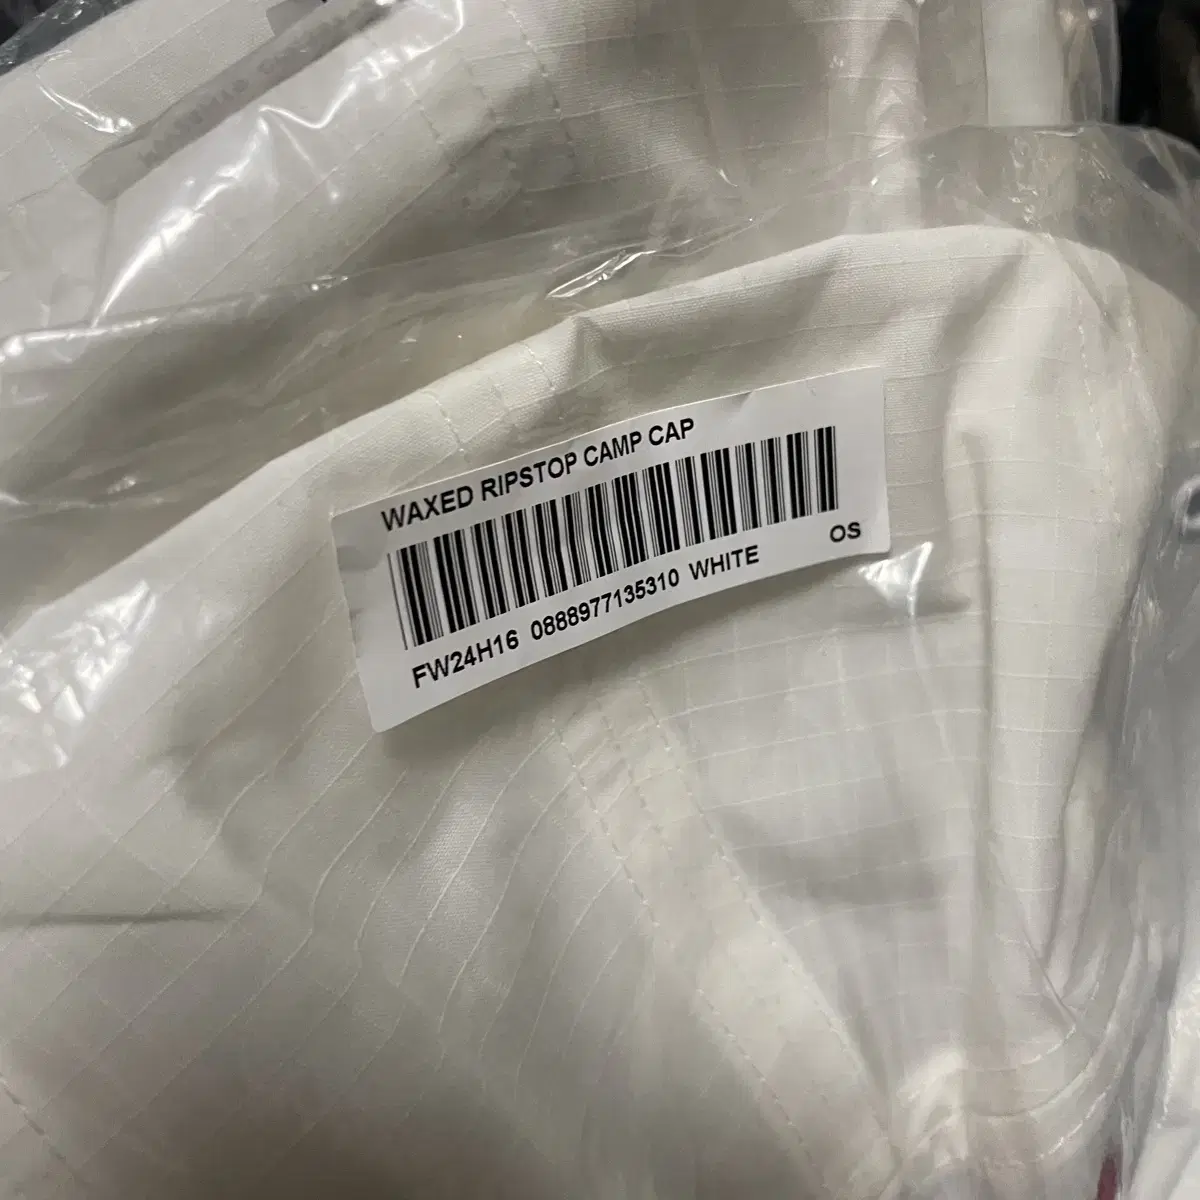 WAXED RIPSTOP CAMP CAP
FW24H16 0888977135310 WHITE OS